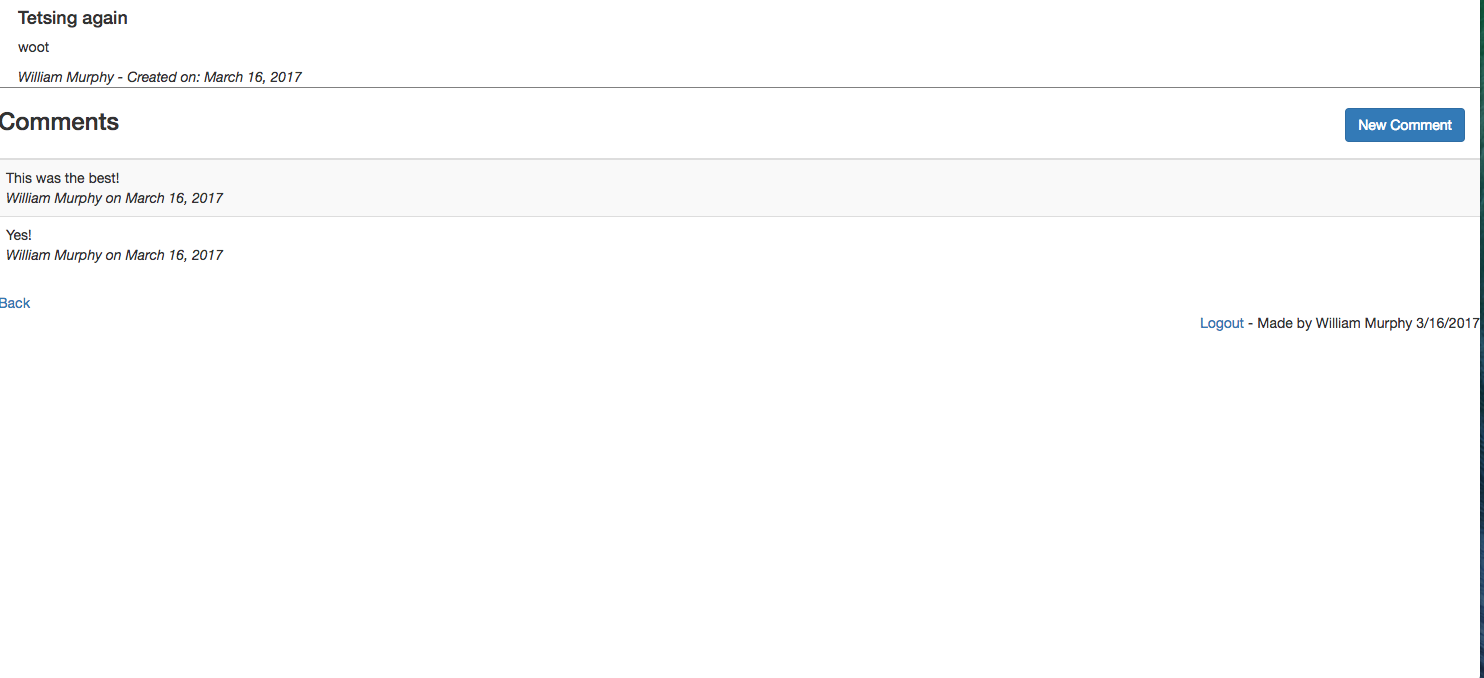 Tetsing again
woot
William Murphy - Created on: March 16, 2017
Comments
New Comment
This was the best!
William Murphy on March 16, 2017
Yes!
William Murphy on March 16, 2017
Back
Logout - Made by William Murphy 3/16/2017